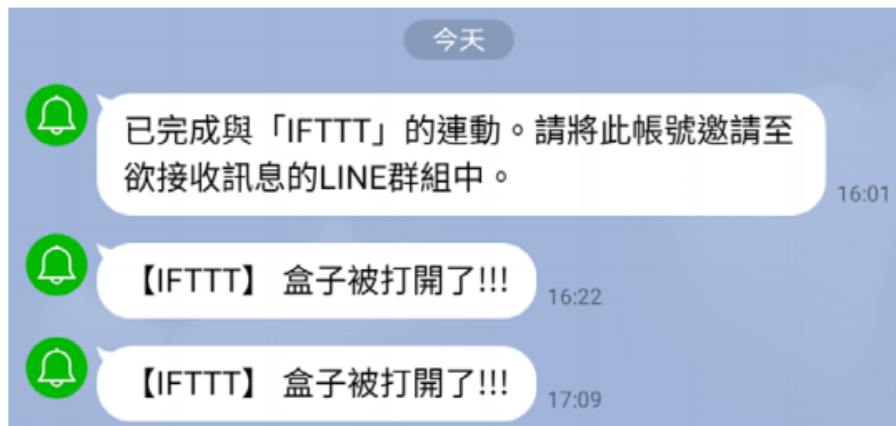 今天
已完成與「IFTTT」的連動。請將此帳號邀請至
欲接收訊息的LINE群組中。
16:01
【IFTTT】 盒子被打開了!!!
16:22
【IFTTT】 盒子被打開了!!!
17:09